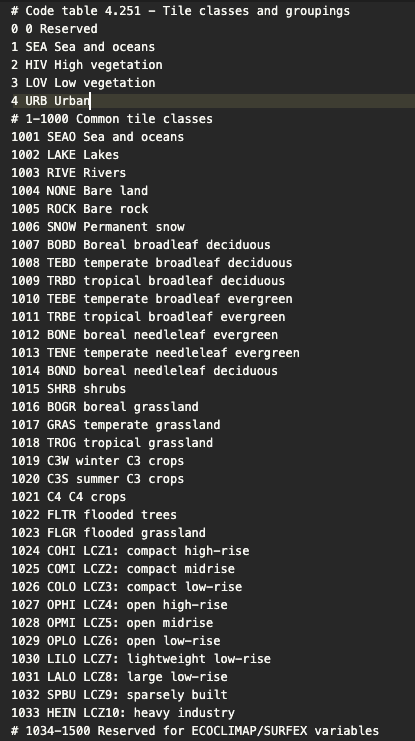 # Code table 4.251 - Tile classes and groupings
0 0 Reserved
1 SEA Sea and oceans
2 HIV High vegetation
3 LOV Low vegetation
4 URB Urban
# 1-1000 Common tile classes
1001 SEAO Sea and oceans
1002 LAKE Lakes
1003 RIVE Rivers
1004 NONE Bare land
1005 ROCK Bare rock
1006 SNOW Permanent snow
1007 BOBD Boreal broadleaf deciduous
1008 TEBD temperate broadleaf deciduous
1009 TRBD tropical broadleaf deciduous
1010 TEBE temperate broadleaf evergreen
1011 TRBE tropical broadleaf evergreen
1012 BONE boreal needleleaf evergreen
1013 TENE temperate needleleaf evergreen
1014 BOND boreal needleleaf deciduous
1015 SHRB shrubs
1016 BOGR boreal grassland
1017 GRAS temperate grassland
1018 TROG tropical grassland
1019 C3W winter C3 crops
1020 C3S summer C3 crops
1021 C4 C4 crops
1022 FLTR flooded trees
1023 FLGR flooded grassland
1024 COHI LCZ1: compact high-rise
1025 COMI LCZ2: compact midrise
1026 COLO LCZ3: compact low-rise
1027 OPHI LCZ4: open high-rise
1028 OPMI LCZ5: open midrise
1029 OPLO LCZ6: open low-rise
1030 LILO LCZ7: lightweight low-rise
1031 LALO LCZ8: large low-rise
1032 SPBU LCZ9: sparsely built
1033 HEIN LCZ10: heavy industry
# 1034-1500 Reserved for ECOCLIMAP/SURFEX variables